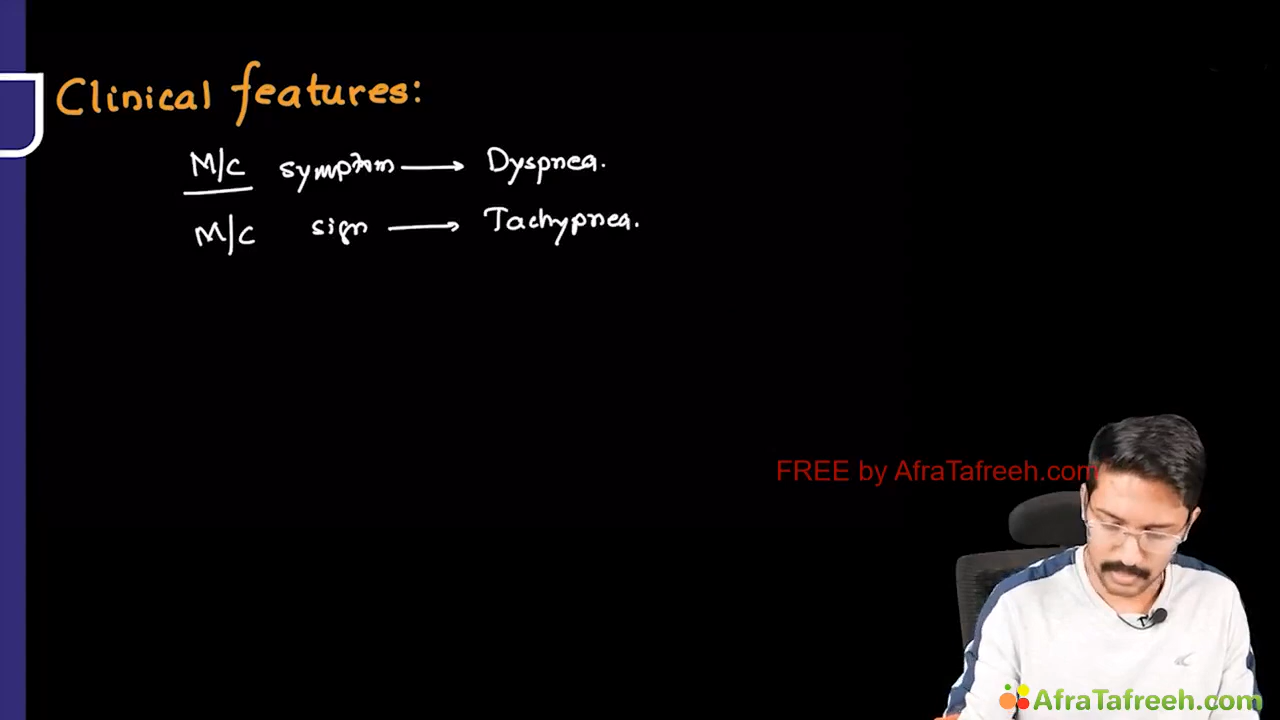 Clinical features:
M/C symptom → Dyspnea.
M/C sign → Tachypnea.
FREE by AfraTafreeh.com
AfraTafreeh.com